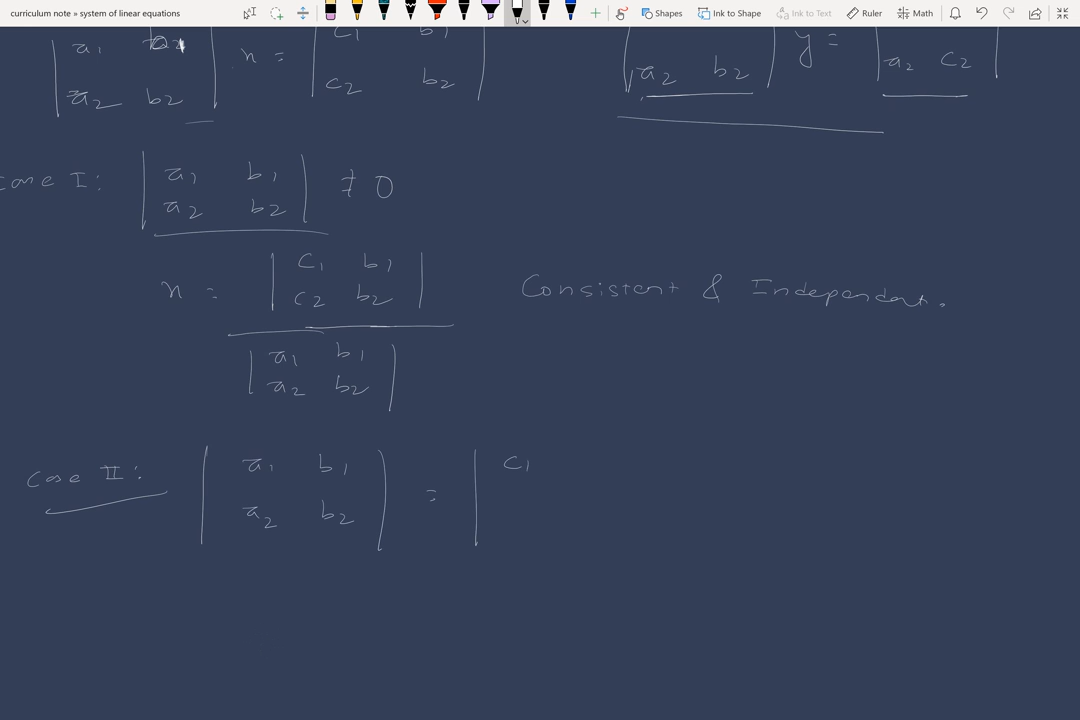 curriculum note » system of linear equations
Shapes Ink to Shape Ink to Text Ruler Math
| a1 | x = | c1 b1 | | y = |
| a2 b2 | | c2 b2 | | a2 b2 | | a2 c2 |
Case I: | a1 b1 | ≠ 0
| a2 b2 |
x = | c1 b1 | Consistent & Independent.
| c2 b2 |
| a1 b1 |
| a2 b2 |
Case II: | a1 b1 | = | c1
| a2 b2 | |